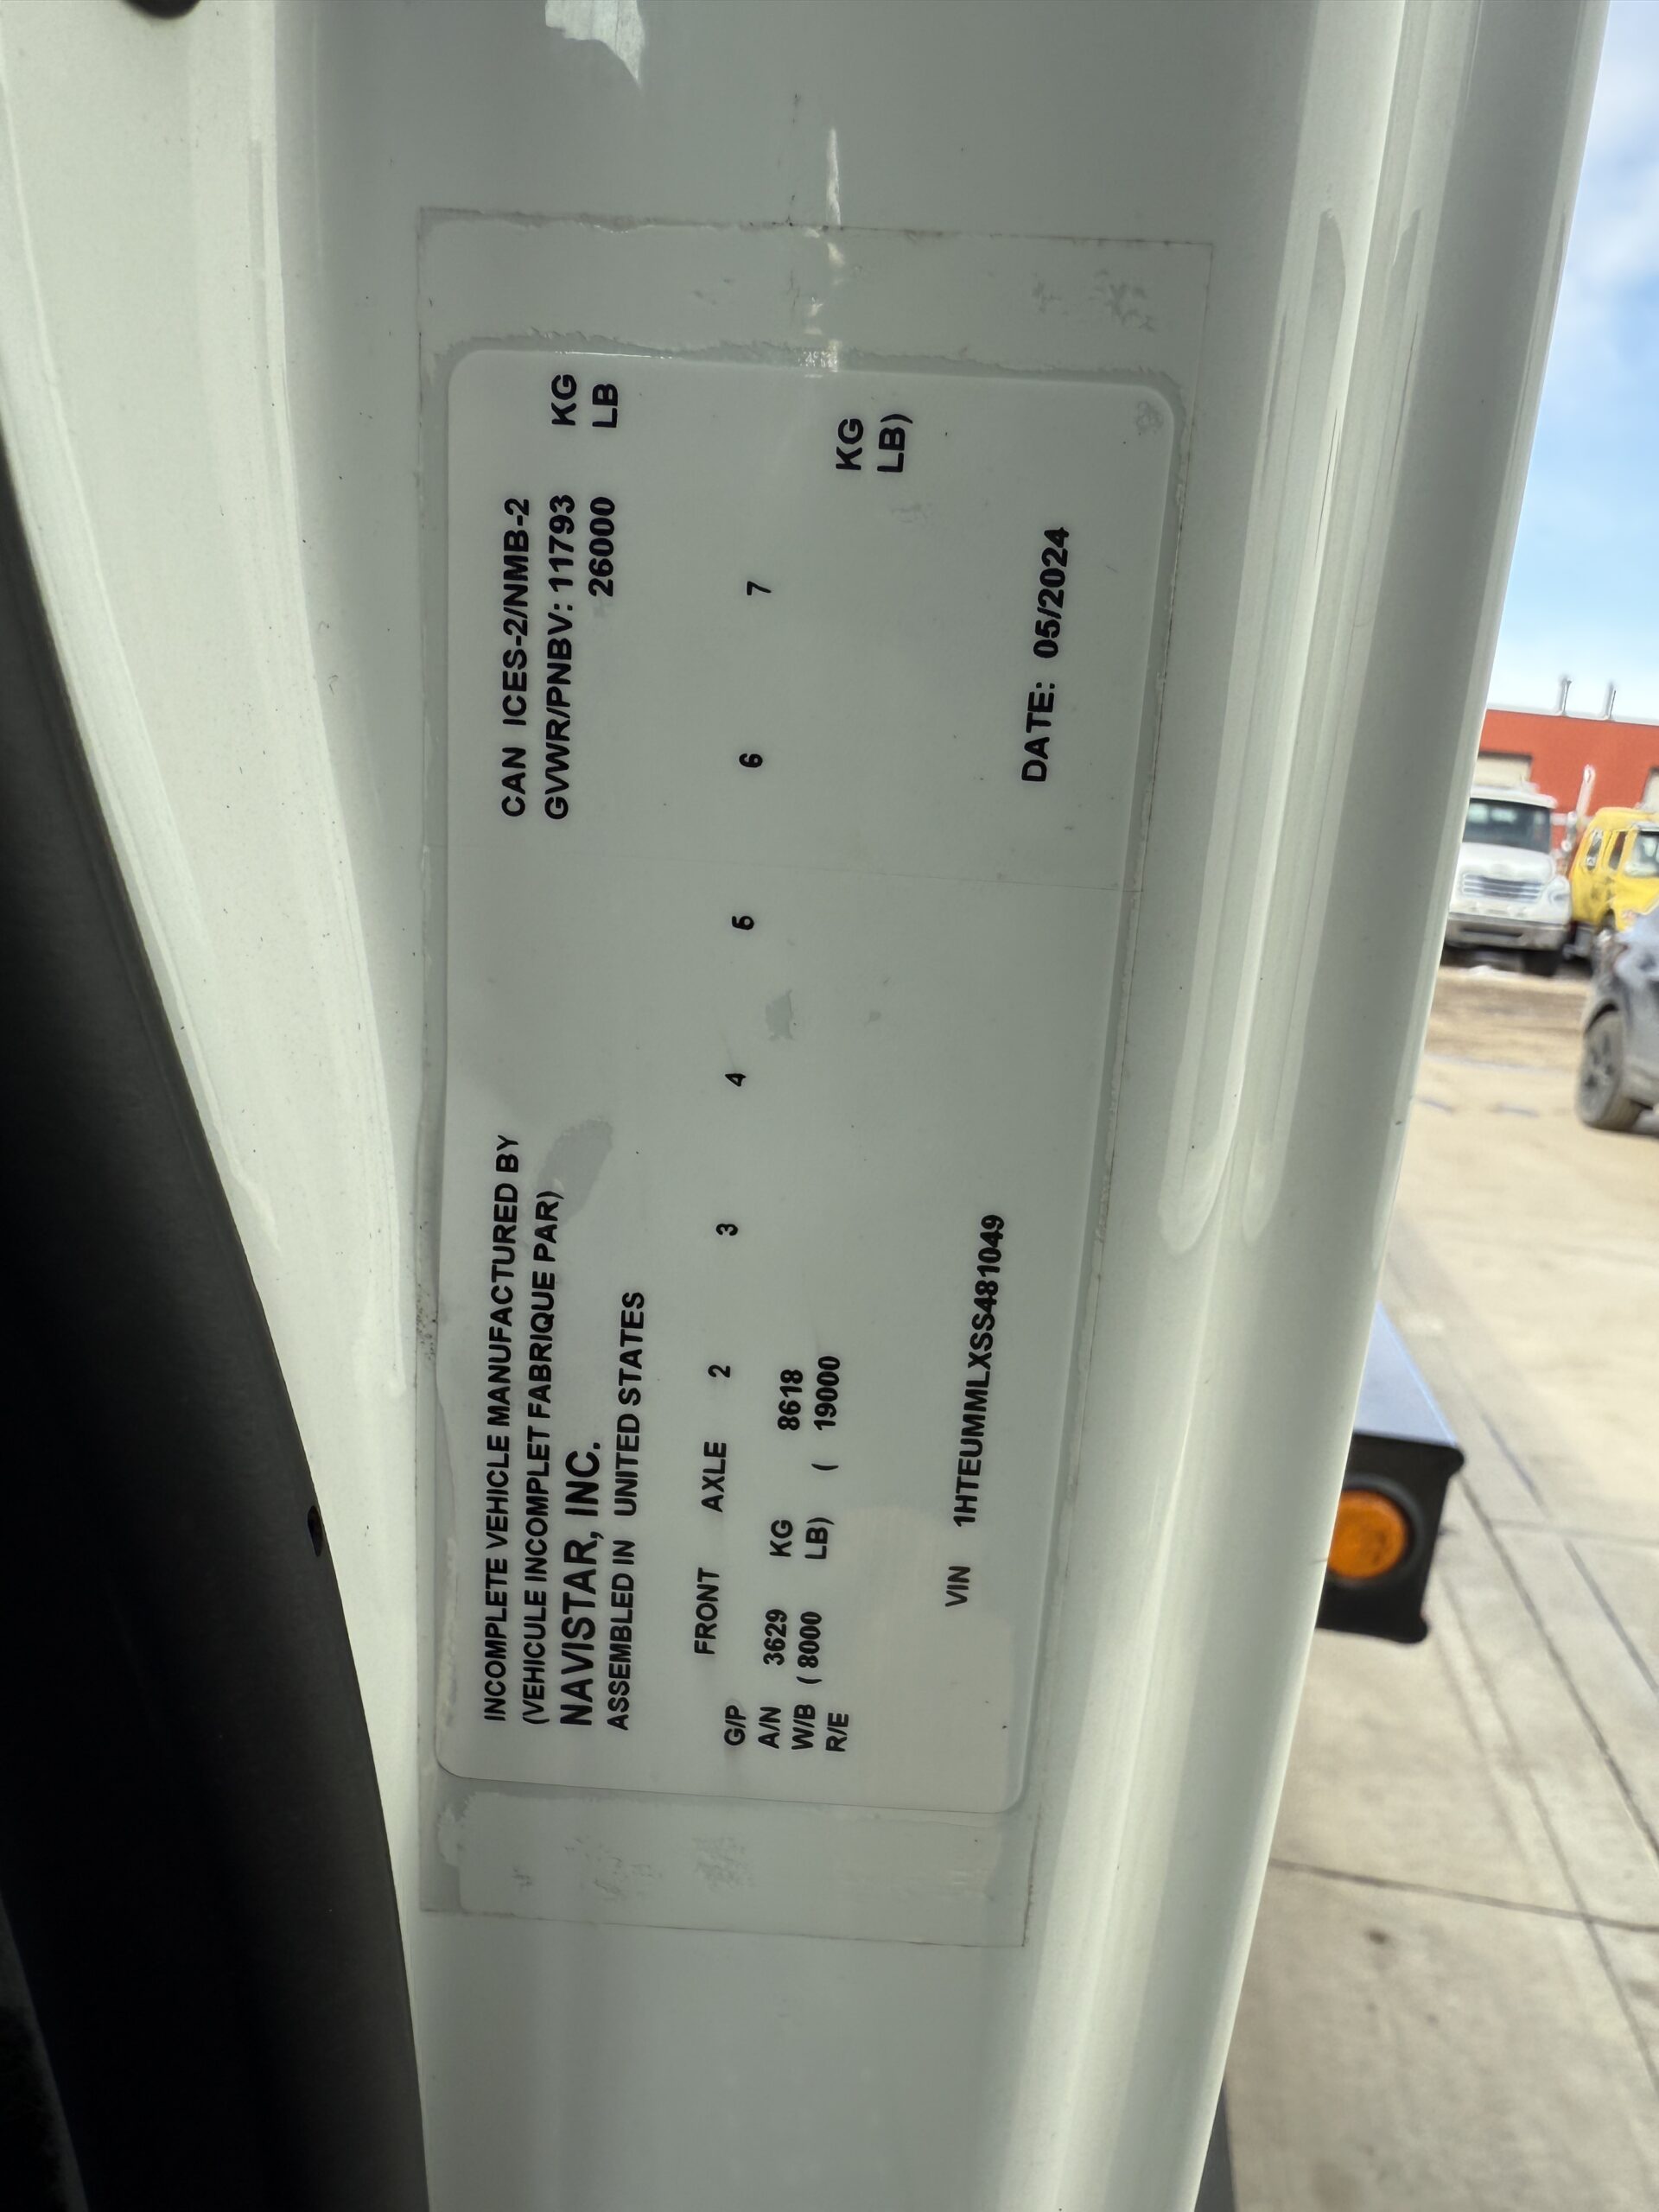 INCOMPLETE VEHICLE MANUFACTURED BY
(VEHICULE INCOMPLET FABRIQUE PAR)
NAVISTAR, INC.
ASSEMBLED IN UNITED STATES
CAN ICES-2/NMB-2
GVWR/PNBV: 11793 KG
26000 LB
G/P FRONT AXLE 2 3 4 5 6 7
A/N 3629 KG 8618 KG
W/B ( 8000 LB) ( 19000 LB)
R/E
VIN 1HTEUMMLXSS481049
DATE: 05/2024